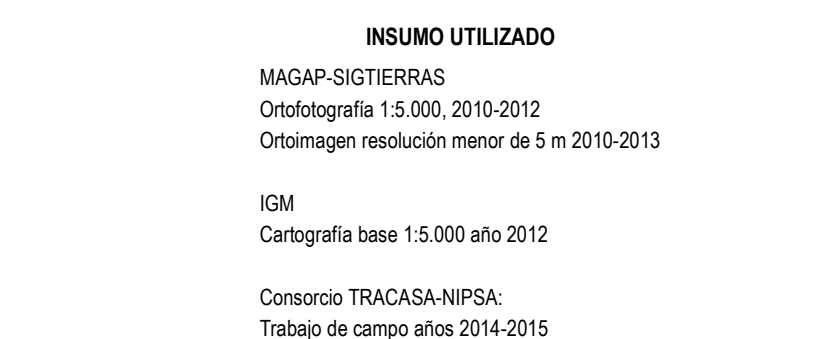 INSUMO UTILIZADO
MAGAP-SIGTIERRAS
Ortofotografía 1:5.000, 2010-2012
Ortoimagen resolución menor de 5 m 2010-2013
IGM
Cartografía base 1:5.000 año 2012
Consorcio TRACASA-NIPSA:
Trabajo de campo años 2014-2015